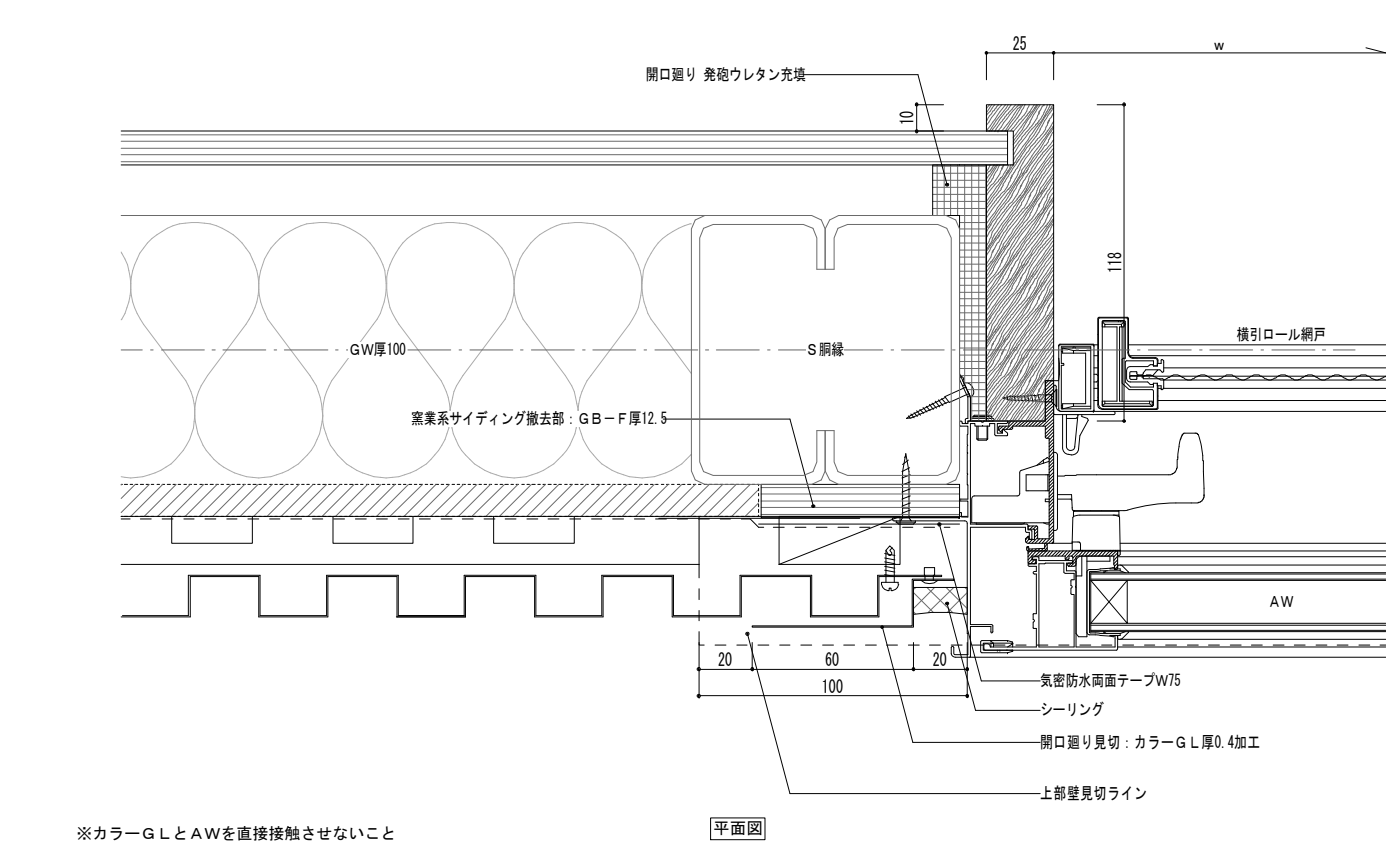 25
w
開口廻り 発砲ウレタン充填
10
118
横引ロール網戸
GW厚100
S胴縁
窯業系サイディング撤去部：GB－F厚12.5
AW
20
60
20
100
気密防水両面テープW75
シーリング
開口廻り見切：カラーGL厚0.4加工
上部壁見切ライン
平面図
※カラーGLとAWを直接接触させないこと